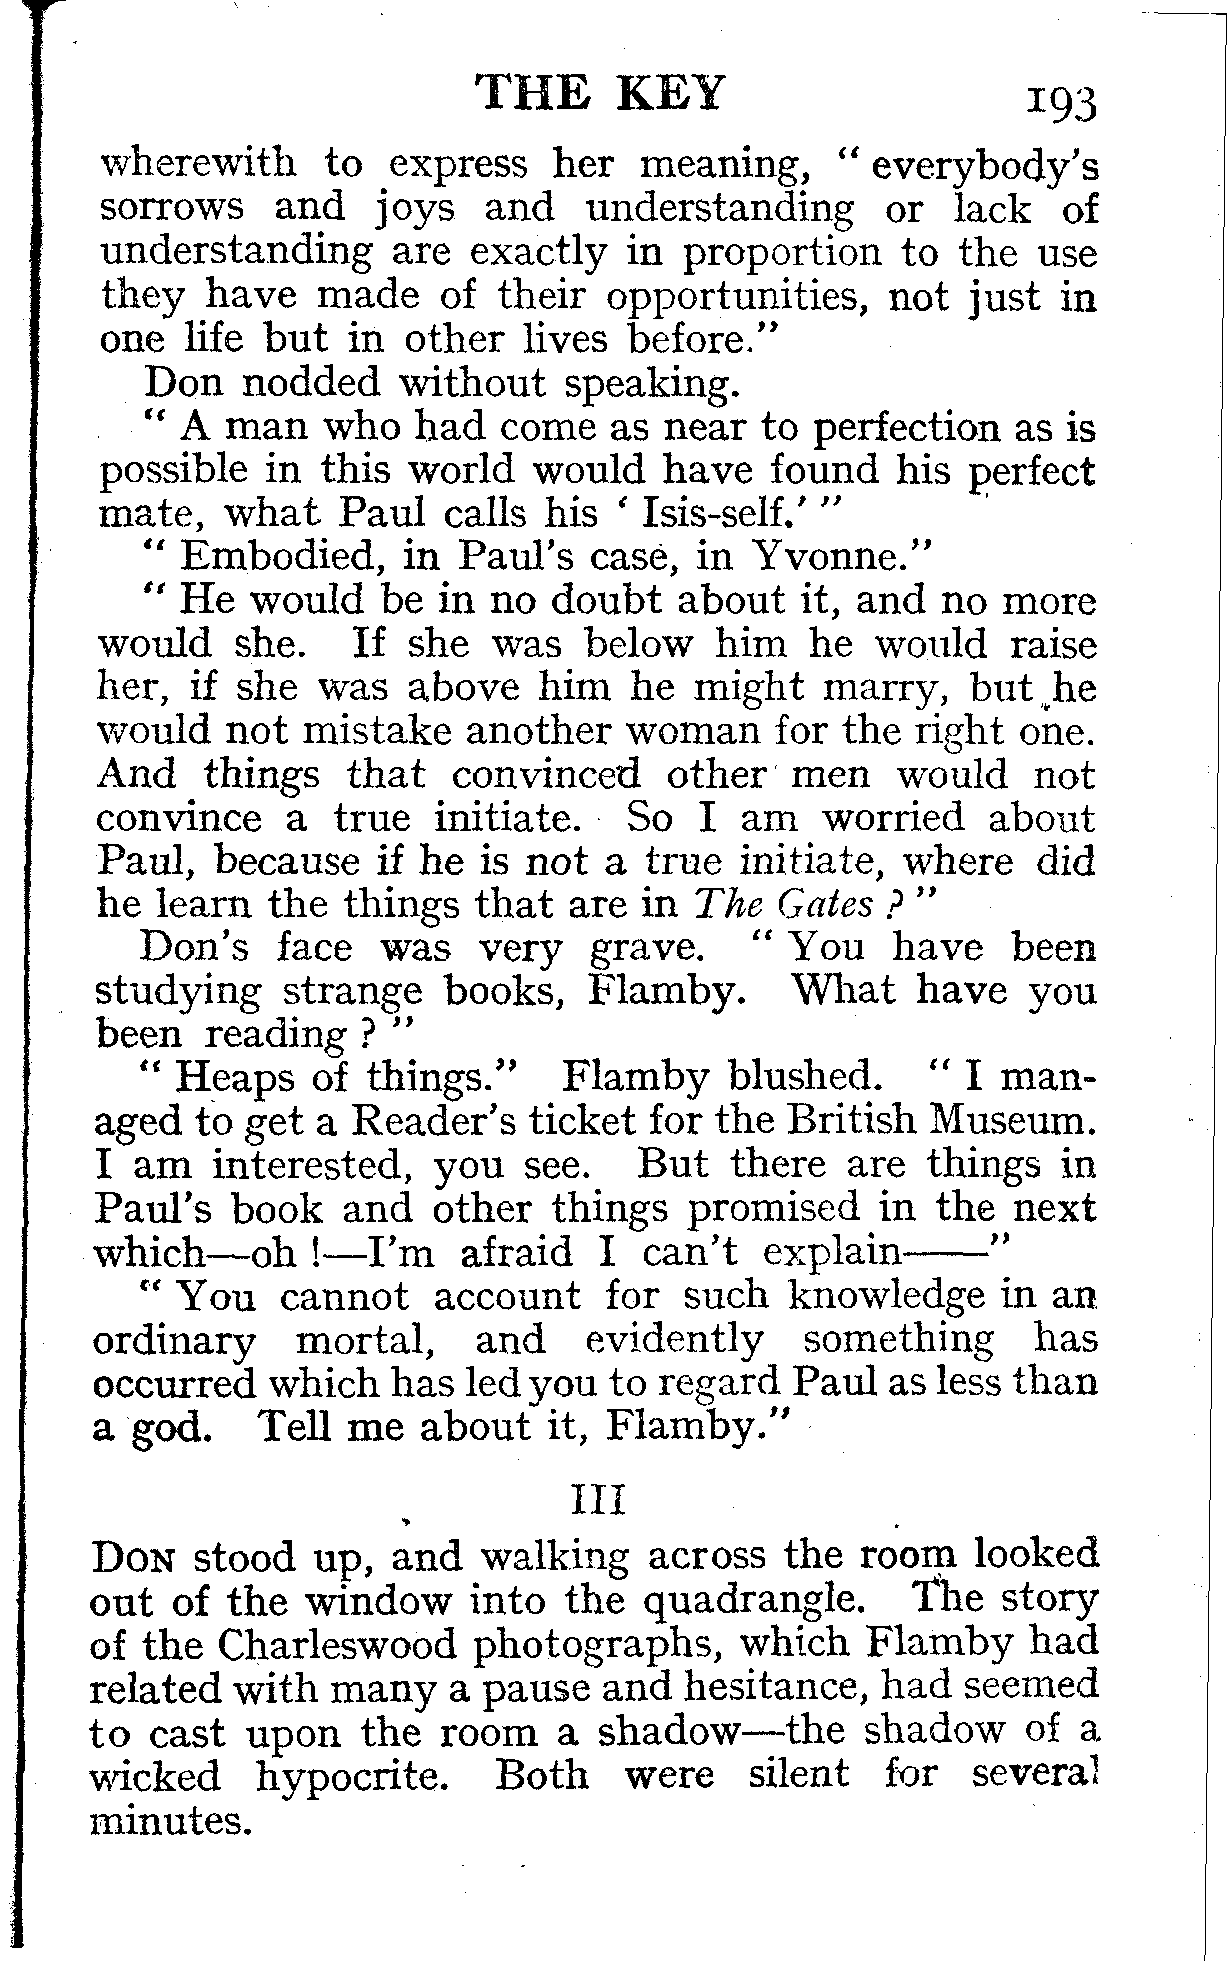 THE KEY 193
wherewith to express her meaning, " everybody's
sorrows and joys and understanding or lack of
understanding are exactly in proportion to the use
they have made of their opportunities, not just in
one life but in other lives before."
Don nodded without speaking.
" A man who had come as near to perfection as is
possible in this world would have found his perfect
mate, what Paul calls his ' Isis-self.' "
" Embodied, in Paul's case, in Yvonne."
" He would be in no doubt about it, and no more
would she. If she was below him he would raise
her, if she was above him he might marry, but he
would not mistake another woman for the right one.
And things that convinced other men would not
convince a true initiate. So I am worried about
Paul, because if he is not a true initiate, where did
he learn the things that are in The Gates ? "
Don's face was very grave. " You have been
studying strange books, Flamby. What have you
been reading ? "
" Heaps of things." Flamby blushed. " I man-
aged to get a Reader's ticket for the British Museum.
I am interested, you see. But there are things in
Paul's book and other things promised in the next
which—oh !—I'm afraid I can't explain——"
" You cannot account for such knowledge in an
ordinary mortal, and evidently something has
occurred which has led you to regard Paul as less than
a god. Tell me about it, Flamby."
III
DON stood up, and walking across the room looked
out of the window into the quadrangle. The story
of the Charleswood photographs, which Flamby had
related with many a pause and hesitance, had seemed
to cast upon the room a shadow—the shadow of a
wicked hypocrite. Both were silent for several
minutes.